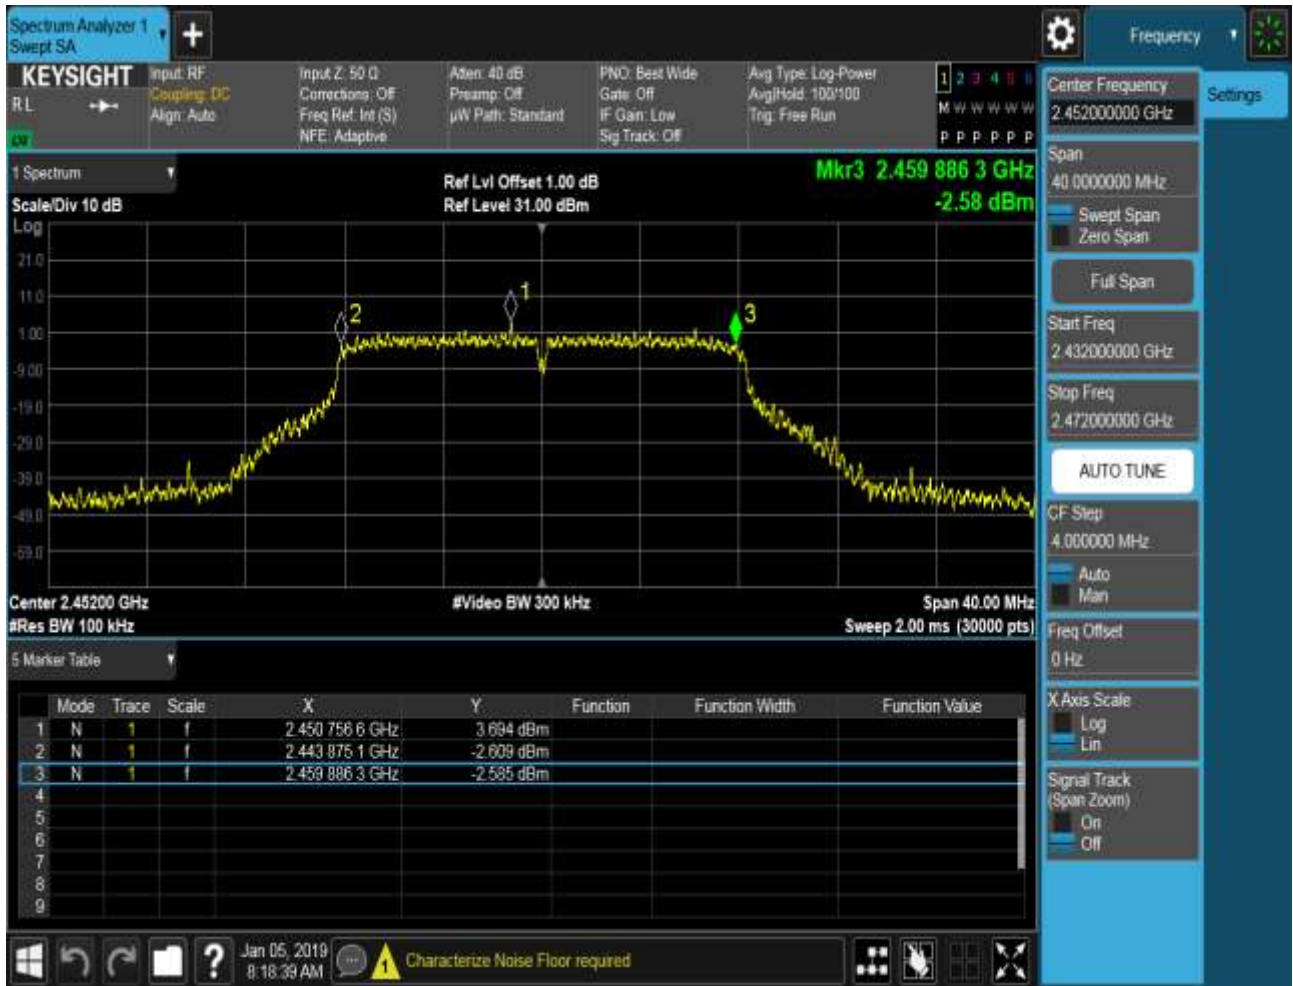 Spectrum Analyzer 1
Swept SA
Frequency
KEYSIGHT
RL
Input: RF
Coupling: DC
Align: Auto
Input Z: 50 Ω
Corrections: Off
Freq Ref: Int (S)
NFE: Adaptive
Atten: 40 dB
Preamp: Off
µW Path: Standard
PNO: Best Wide
Gate: Off
IF Gain: Low
Sig Track: Off
Avg Type: Log-Power
Avg|Hold: 100/100
Trig: Free Run
1 2 3 4 5 6
M W W W W W
P P P P P P
1 Spectrum
Scale/Div 10 dB
Log
Ref Lvl Offset 1.00 dB
Ref Level 31.00 dBm
Mkr3 2.459 886 3 GHz
-2.58 dBm
21.0
11.0
1.00
-9.00
-19.0
-29.0
-39.0
-49.0
-59.0
2
1
3
Center 2.45200 GHz
#Video BW 300 kHz
Span 40.00 MHz
#Res BW 100 kHz
Sweep 2.00 ms (30000 pts)
5 Marker Table
Mode Trace Scale X Y Function Function Width Function Value
1 N 1 f 2.450 756 6 GHz 3.694 dBm
2 N 1 f 2.443 875 1 GHz -2.609 dBm
3 N 1 f 2.459 886 3 GHz -2.585 dBm
4
5
6
7
8
9
Jan 05, 2019
8:18:39 AM
1
Characterize Noise Floor required
Center Frequency
2.452000000 GHz
Settings
Span
40.0000000 MHz
Swept Span
Zero Span
Full Span
Start Freq
2.432000000 GHz
Stop Freq
2.472000000 GHz
AUTO TUNE
CF Step
4.000000 MHz
Auto
Man
Freq Offset
0 Hz
X Axis Scale
Log
Lin
Signal Track
(Span Zoom)
On
Off